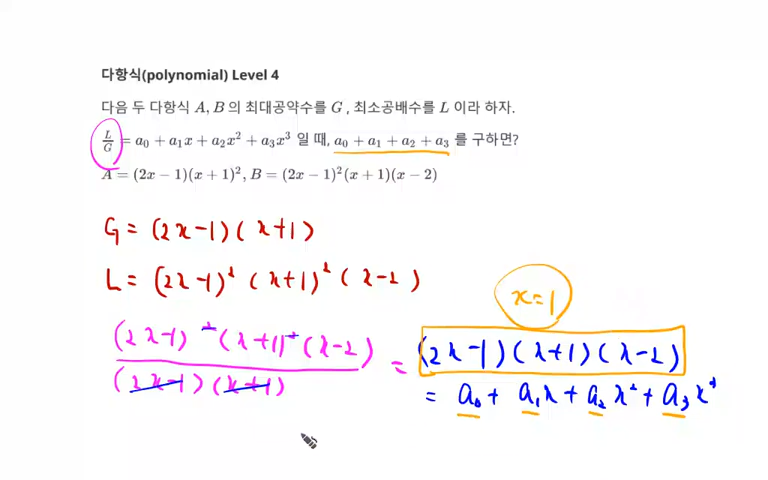 다항식(polynomial) Level 4
다음 두 다항식 A, B 의 최대공약수를 G , 최소공배수를 L 이라 하자.
L/G = a₀ + a₁x + a₂x² + a₃x³ 일 때, a₀ + a₁ + a₂ + a₃ 를 구하면?
A = (2x − 1)(x + 1)², B = (2x − 1)²(x + 1)(x − 2)
G = (2x-1)(x+1)
L = (2x-1)² (x+1)² (x-2)
x=1
(2x-1)² (x+1)² (x-2) / (2x-1)(x+1) = (2x-1)(x+1)(x-2)
= a₀ + a₁x + a₂x² + a₃x³